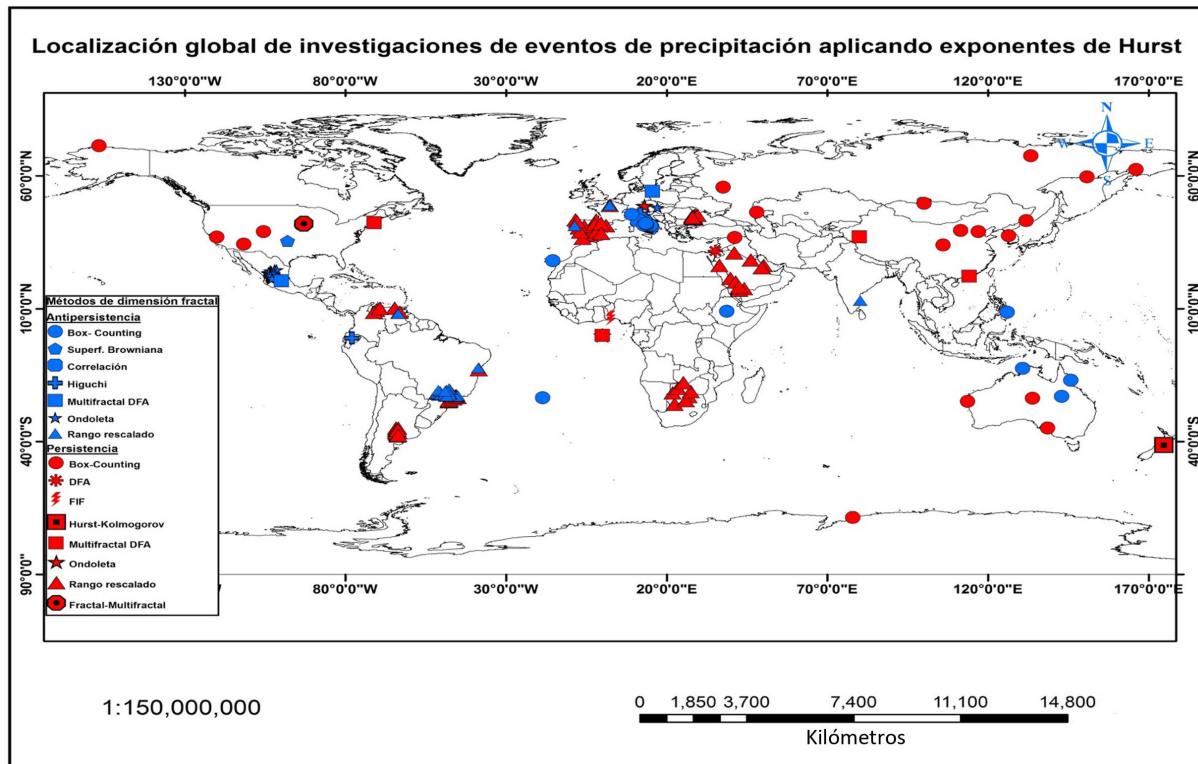 Localización global de investigaciones de eventos de precipitación aplicando exponentes de Hurst
130°0'0"W 80°0'0"W 30°0'0"W 20°0'0"E 70°0'0"E 120°0'0"E 170°0'0"E
N
W E
S
60°0'0"N 60°0'0"N
10°0'0"N 10°0'0"N
40°0'0"S 40°0'0"S
90°0'0" 90°0'0"
Métodos de dimensión fractal
Antipersistencia
Box- Counting
Superf. Browniana
Correlación
Higuchi
Multifractal DFA
Ondoleta
Rango rescalado
Persistencia
Box-Counting
DFA
FIF
Hurst-Kolmogorov
Multifractal DFA
Ondoleta
Rango rescalado
Fractal-Multifractal
80°0'0"W 30°0'0"W 20°0'0"E 70°0'0"E 120°0'0"E 170°0'0"E
1:150,000,000
0 1,850 3,700 7,400 11,100 14,800
Kilómetros